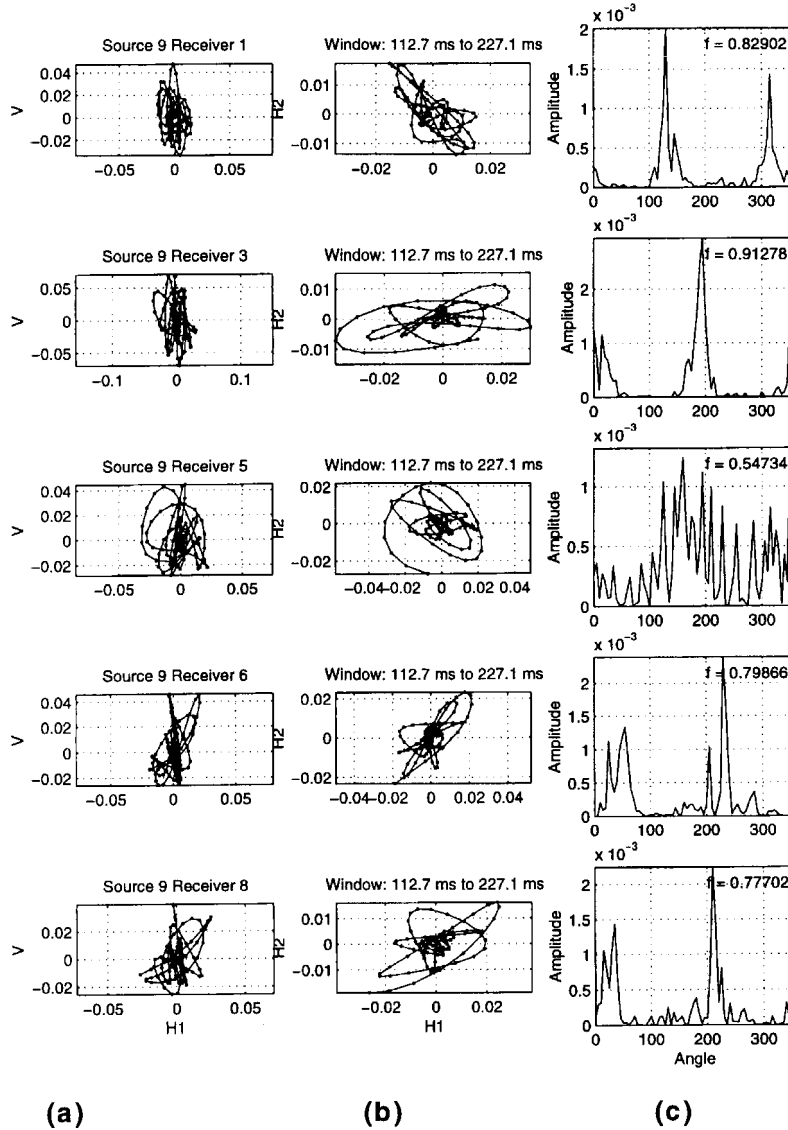 x 10⁻³
Source 9 Receiver 1 Window: 112.7 ms to 227.1 ms f = 0.82902
V 0.04 0.02 0 −0.02 H2 0.01 0 −0.01 Amplitude 2 1.5 1 0.5 0
−0.05 0 0.05 −0.02 0 0.02 0 100 200 300
x 10⁻³
Source 9 Receiver 3 Window: 112.7 ms to 227.1 ms f = 0.91278
V 0.05 0 −0.05 H2 0.01 0 −0.01 Amplitude 2 1 0
−0.1 0 0.1 −0.02 0 0.02 0 100 200 300
x 10⁻³
Source 9 Receiver 5 Window: 112.7 ms to 227.1 ms f = 0.54734
V 0.04 0.02 0 −0.02 H2 0.02 0 −0.02 Amplitude 1 0.5 0
−0.05 0 0.05 −0.04 −0.02 0 0.02 0.04 0 100 200 300
x 10⁻³
Source 9 Receiver 6 Window: 112.7 ms to 227.1 ms f = 0.79866
V 0.04 0.02 0 −0.02 H2 0.02 0 −0.02 Amplitude 2 1.5 1 0.5 0
−0.05 0 0.05 −0.04 −0.02 0 0.02 0.04 0 100 200 300
x 10⁻³
Source 9 Receiver 8 Window: 112.7 ms to 227.1 ms f = 0.77702
V 0.04 0.02 0 −0.02 H2 0.01 0 −0.01 Amplitude 2 1.5 1 0.5 0
−0.05 0 0.05 −0.02 0 0.02 0 100 200 300
H1 H1 Angle
(a) (b) (c)